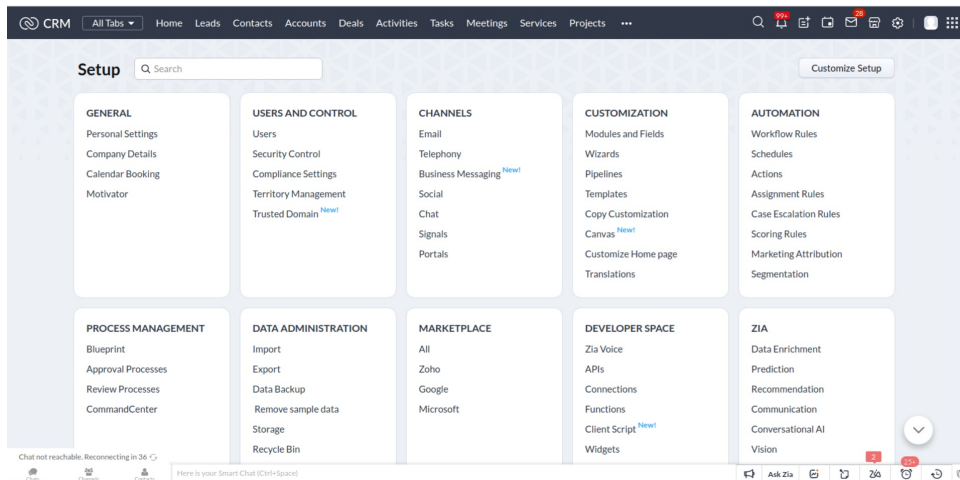 CRM All Tabs Home Leads Contacts Accounts Deals Activities Tasks Meetings Services Projects ••• 99+ 28
Setup Search Customize Setup
GENERAL
Personal Settings
Company Details
Calendar Booking
Motivator
USERS AND CONTROL
Users
Security Control
Compliance Settings
Territory Management
Trusted Domain New!
CHANNELS
Email
Telephony
Business Messaging New!
Social
Chat
Signals
Portals
CUSTOMIZATION
Modules and Fields
Wizards
Pipelines
Templates
Copy Customization
Canvas New!
Customize Home page
Translations
AUTOMATION
Workflow Rules
Schedules
Actions
Assignment Rules
Case Escalation Rules
Scoring Rules
Marketing Attribution
Segmentation
PROCESS MANAGEMENT
Blueprint
Approval Processes
Review Processes
CommandCenter
DATA ADMINISTRATION
Import
Export
Data Backup
Remove sample data
Storage
Recycle Bin
MARKETPLACE
All
Zoho
Google
Microsoft
DEVELOPER SPACE
Zia Voice
APIs
Connections
Functions
Client Script New!
Widgets
ZIA
Data Enrichment
Prediction
Recommendation
Communication
Conversational AI
Vision
Chat not reachable. Reconnecting in 36
Chats Channels Contacts Here is your Smart Chat (Ctrl+Space) Ask Zia 2